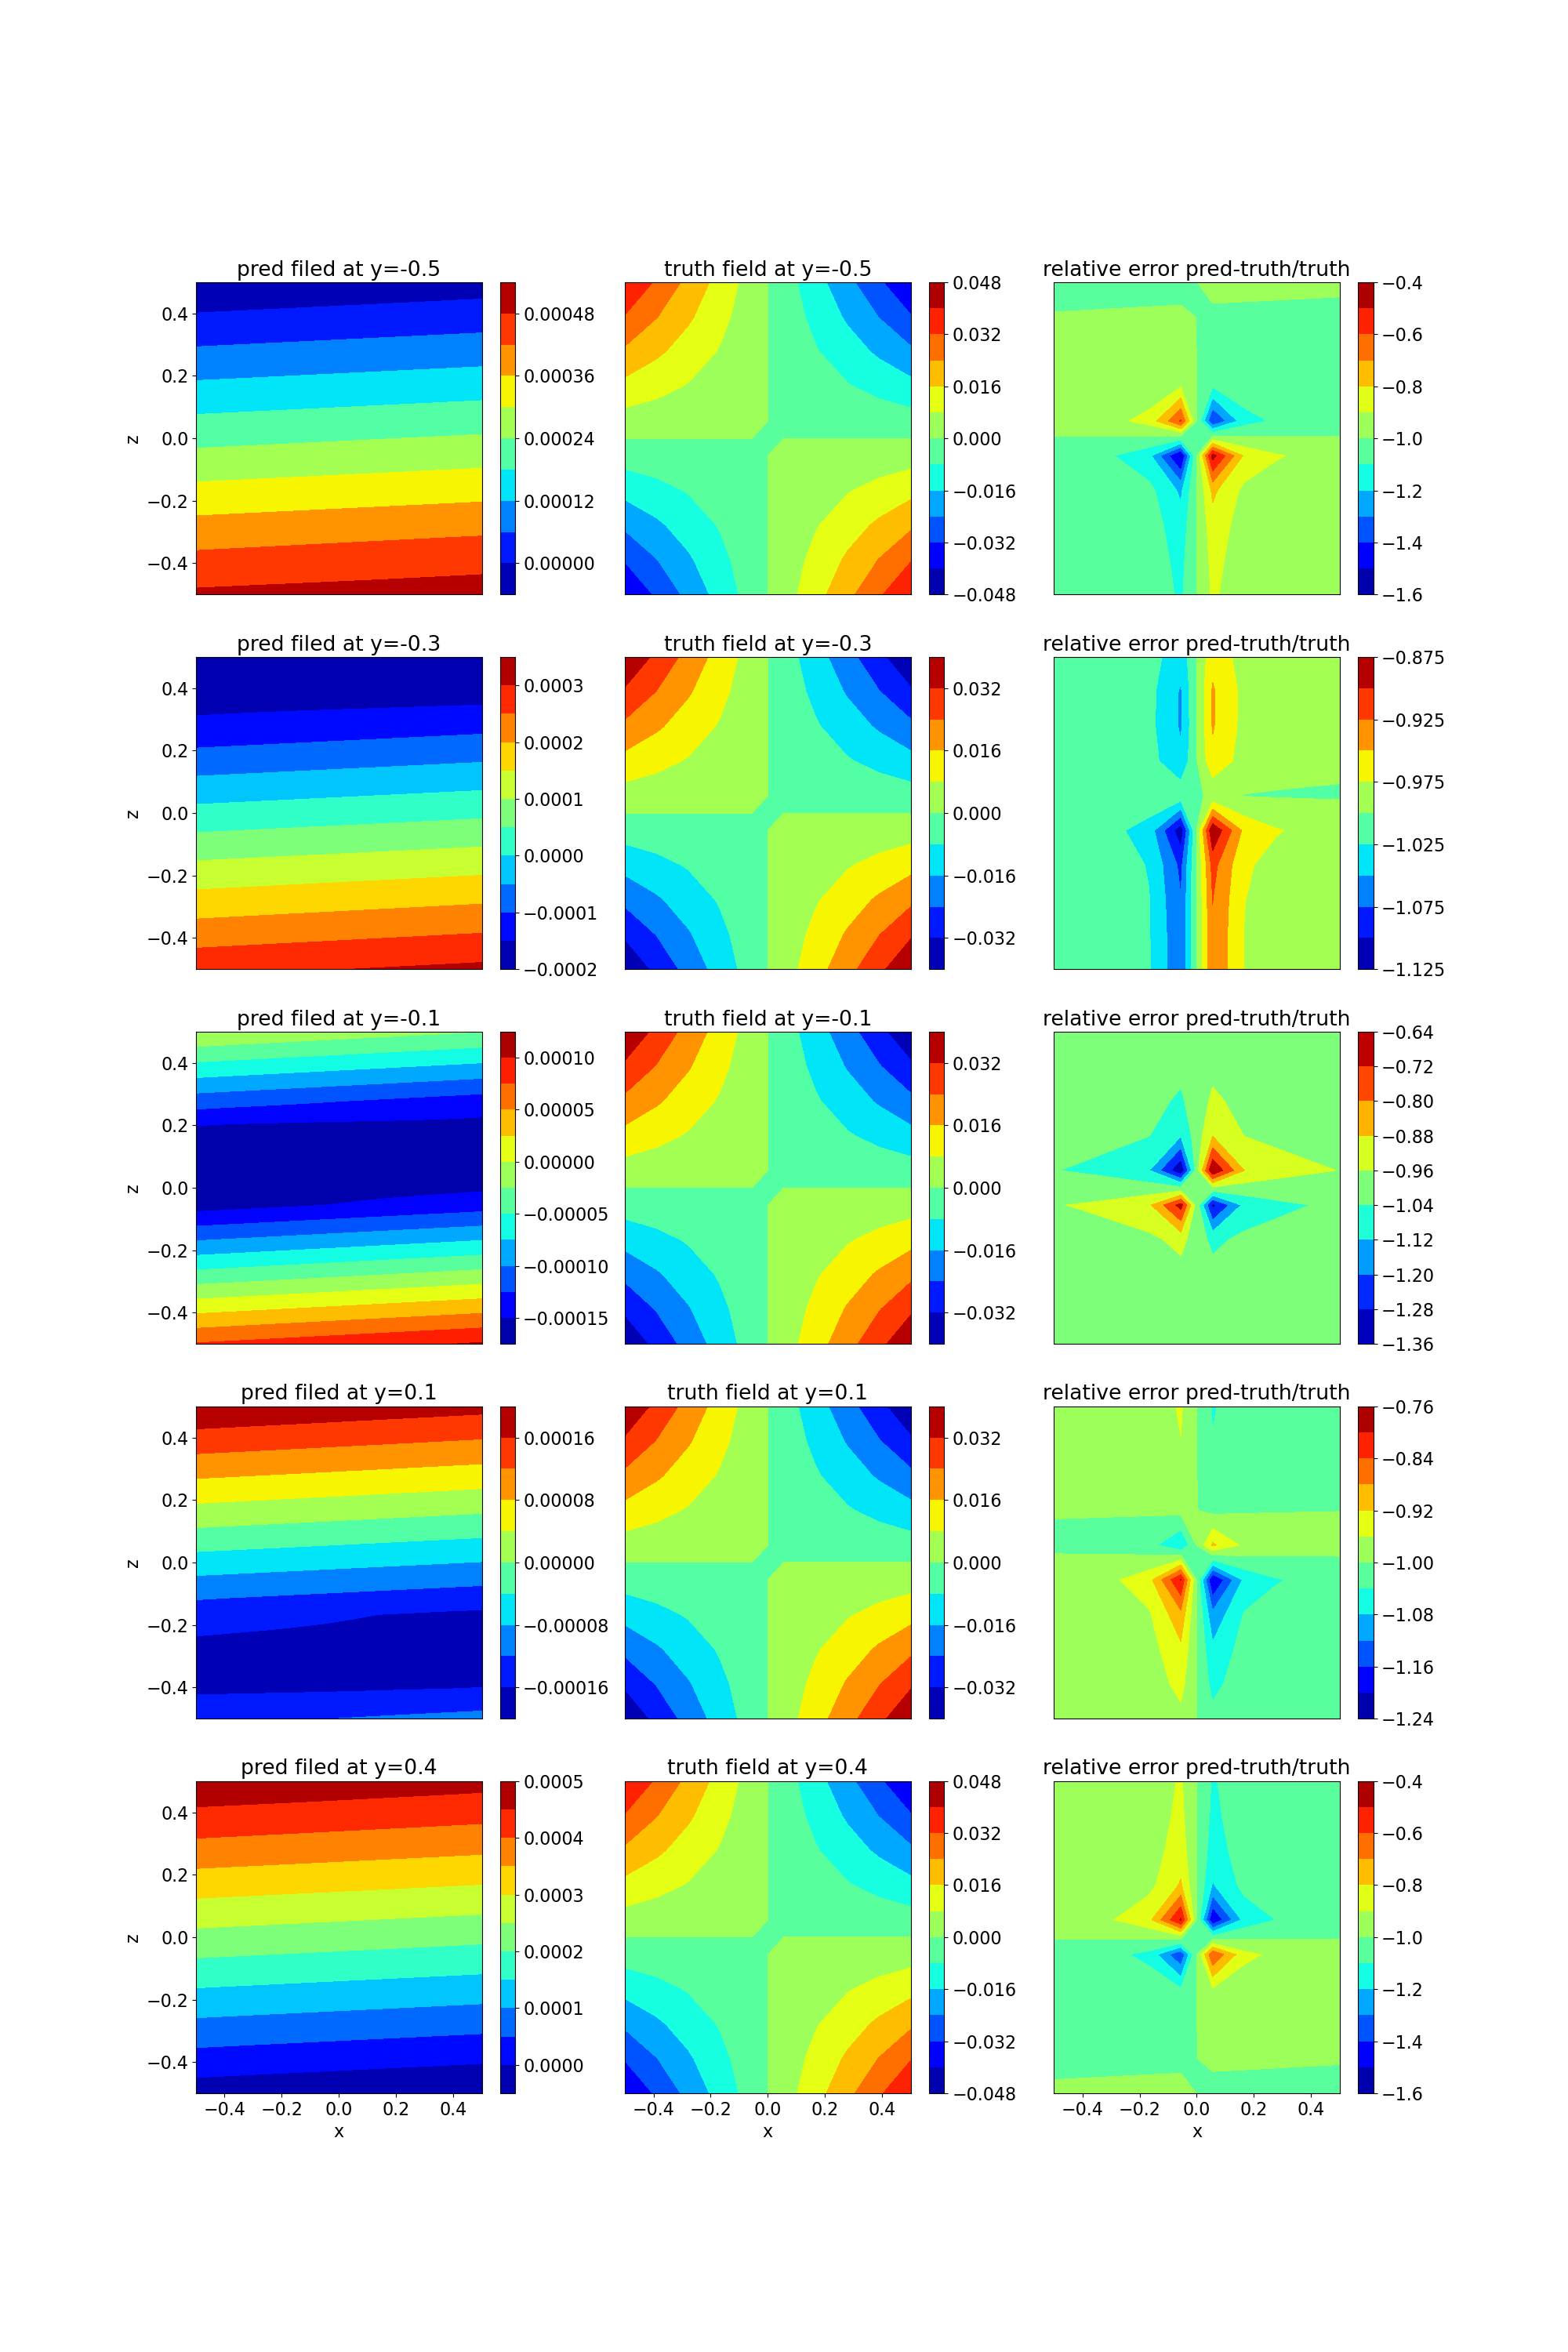 pred filed at y=-0.5 truth field at y=-0.5 relative error pred-truth/truth
0.4 0.00048 0.048 −0.4
0.2 0.00036 0.032 −0.6
z 0.0 0.00024 0.016 −0.8
−0.2 0.00012 0.000 −1.0
−0.4 0.00000 −0.016 −1.2
−0.032 −1.4
−0.048 −1.6
pred filed at y=-0.3 truth field at y=-0.3 relative error pred-truth/truth
0.4 0.0003 0.032 −0.875
0.2 0.0002 0.016 −0.925
z 0.0 0.0001 0.000 −0.975
−0.2 0.0000 −0.016 −1.025
−0.4 −0.0001 −0.032 −1.075
−0.0002 −1.125
pred filed at y=-0.1 truth field at y=-0.1 relative error pred-truth/truth
0.4 0.00010 0.032 −0.64
0.2 0.00005 0.016 −0.72
z 0.0 0.00000 0.000 −0.80
−0.2 −0.00005 −0.016 −0.88
−0.4 −0.00010 −0.032 −0.96
−0.00015 −1.04
−1.12
−1.20
−1.28
−1.36
pred filed at y=0.1 truth field at y=0.1 relative error pred-truth/truth
0.4 0.00016 0.032 −0.76
0.2 0.00008 0.016 −0.84
z 0.0 0.00000 0.000 −0.92
−0.2 −0.00008 −0.016 −1.00
−0.4 −0.00016 −0.032 −1.08
−1.16
−1.24
pred filed at y=0.4 truth field at y=0.4 relative error pred-truth/truth
0.4 0.0005 0.048 −0.4
0.2 0.0004 0.032 −0.6
z 0.0 0.0003 0.016 −0.8
−0.2 0.0002 0.000 −1.0
−0.4 0.0001 −0.016 −1.2
0.0000 −0.032 −1.4
−0.048 −1.6
−0.4 −0.2 0.0 0.2 0.4 −0.4 −0.2 0.0 0.2 0.4 −0.4 −0.2 0.0 0.2 0.4
x x x